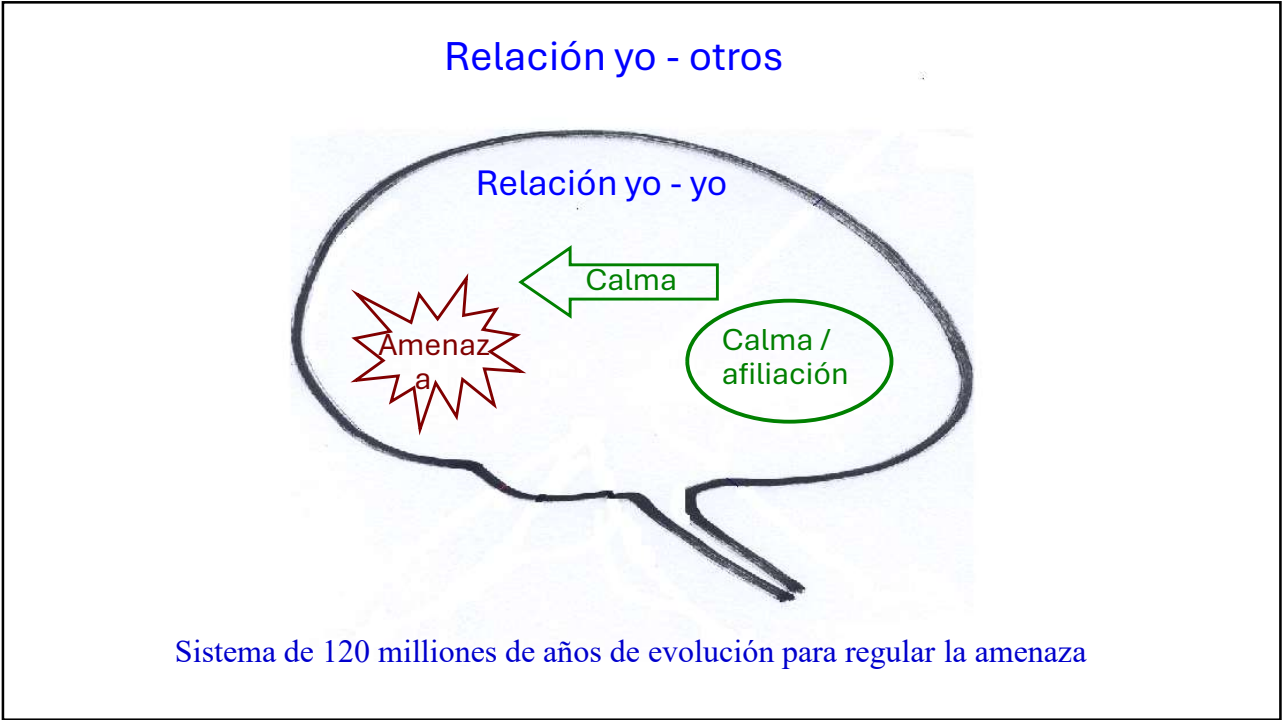 Relación yo - otros
Relación yo - yo
Calma
Amenaz
a
Calma /
afiliación
Sistema de 120 milliones de años de evolución para regular la amenaza